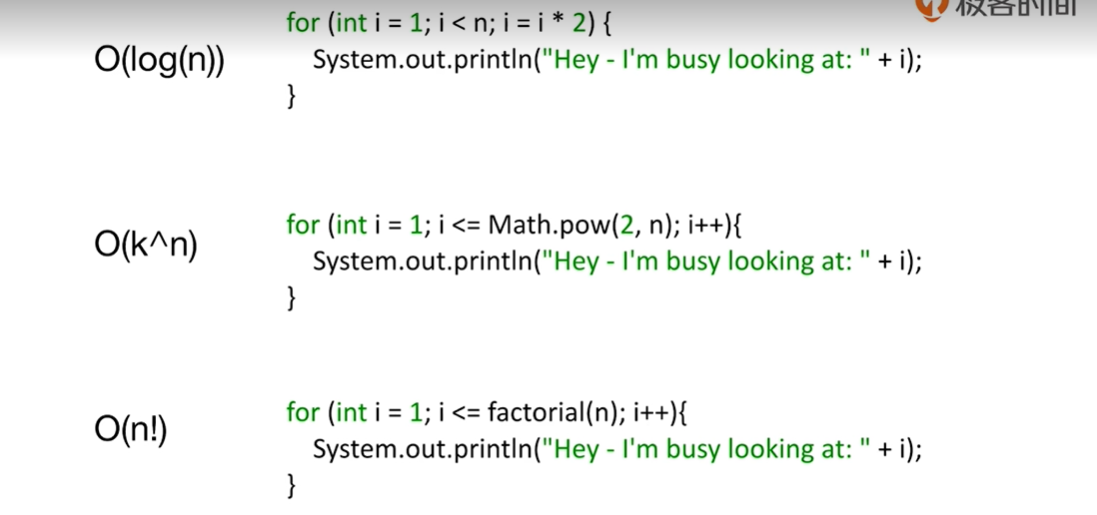 极客时间
for (int i = 1; i < n; i = i * 2) {
O(log(n))
System.out.println("Hey - I'm busy looking at: " + i);
}
for (int i = 1; i <= Math.pow(2, n); i++){
O(k^n)
System.out.println("Hey - I'm busy looking at: " + i);
}
for (int i = 1; i <= factorial(n); i++){
O(n!)
System.out.println("Hey - I'm busy looking at: " + i);
}